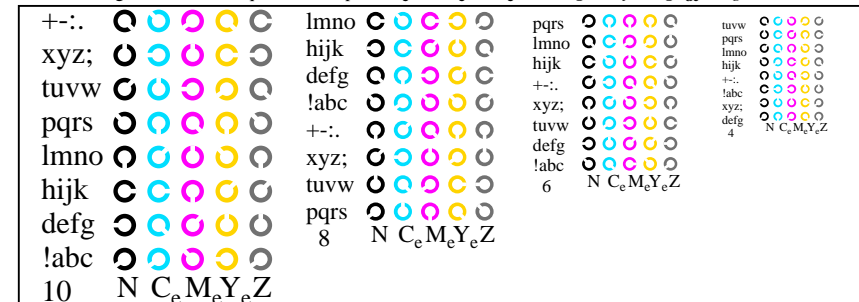 +-:.
xyz;
tuvw
pqrs
lmno
hijk
defg
!abc
10 N CeMeYeZ
lmno
hijk
defg
!abc
+-:.
xyz;
tuvw
pqrs
8 N CeMeYeZ
pqrs
lmno
hijk
+-:.
xyz;
tuvw
defg
!abc
6 N CeMeYeZ
tuvw
pqrs
lmno
hijk
+-:.
!abc
xyz;
defg
4 N CeMeYeZ